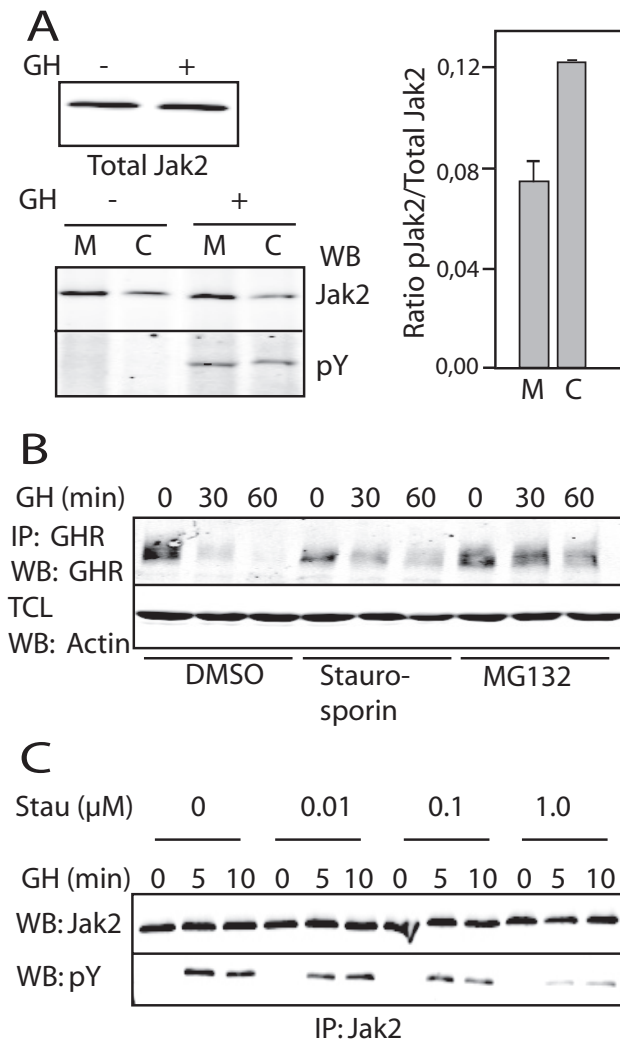 A
GH - +
Total Jak2
GH - +
M C M C WB
Jak2
pY
Ratio pJak2/Total Jak2
0,12
0,08
0,04
0,00
M C
B
GH (min) 0 30 60 0 30 60 0 30 60
IP: GHR
WB: GHR
TCL
WB: Actin
DMSO Stauro-
sporin MG132
C
Stau (µM) 0 0.01 0.1 1.0
GH (min) 0 5 10 0 5 10 0 5 10 0 5 10
WB: Jak2
WB: pY
IP: Jak2